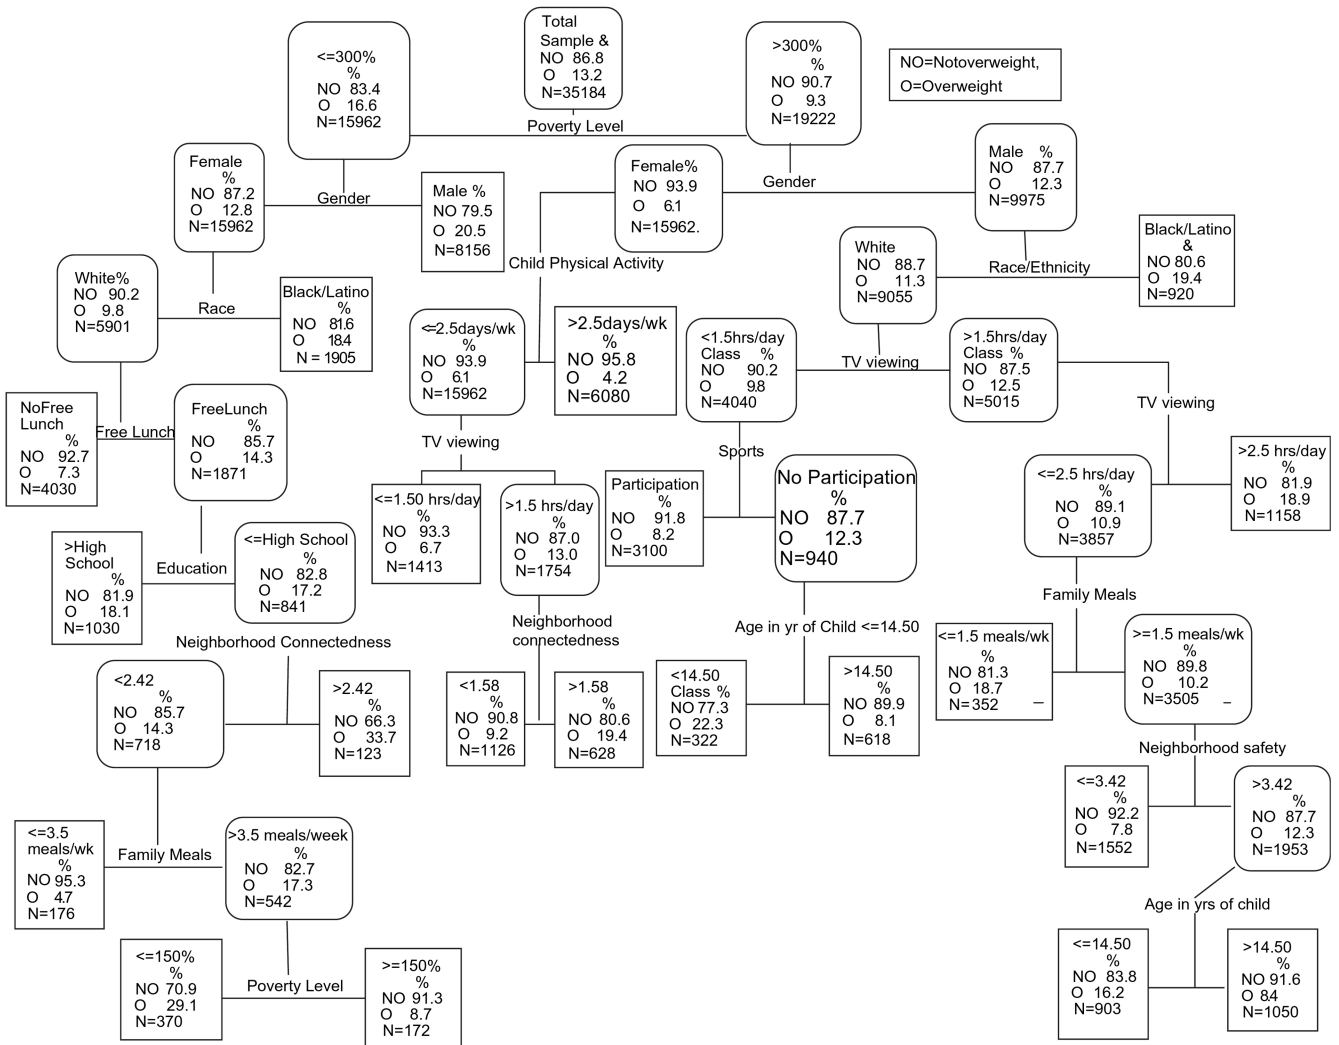 Total
Sample &
NO 86.8
O 13.2
N=35184
<=300%
%
NO 83.4
O 16.6
N=15962
>300%
%
NO 90.7
O 9.3
N=19222
NO=Notoverweight,
O=Overweight
Poverty Level
Female
%
NO 87.2
O 12.8
N=15962
Gender
Male %
NO 79.5
O 20.5
N=8156
Female%
NO 93.9
O 6.1
N=15962.
Gender
Male %
NO 87.7
O 12.3
N=9975
Child Physical Activity
White%
NO 90.2
O 9.8
N=5901
Race
Black/Latino
%
NO 81.6
O 18.4
N = 1905
White
NO 88.7
O 11.3
N=9055
Race/Ethnicity
Black/Latino
&
NO 80.6
O 19.4
N=920
<=2.5days/wk
%
NO 93.9
O 6.1
N=15962
>2.5days/wk
%
NO 95.8
O 4.2
N=6080
<1.5hrs/day
Class %
NO 90.2
O 9.8
N=4040
TV viewing
>1.5hrs/day
Class %
NO 87.5
O 12.5
N=5015
TV viewing
NoFree
Lunch
%
NO 92.7
O 7.3
N=4030
Free Lunch
FreeLunch
%
NO 85.7
O 14.3
N=1871
TV viewing
Sports
<=1.50 hrs/day
%
NO 93.3
O 6.7
N=1413
>1.5 hrs/day
%
NO 87.0
O 13.0
N=1754
Participation
%
NO 91.8
O 8.2
N=3100
No Participation
%
NO 87.7
O 12.3
N=940
<=2.5 hrs/day
%
NO 89.1
O 10.9
N=3857
>2.5 hrs/day
%
NO 81.9
O 18.9
N=1158
>High
School
%
NO 81.9
O 18.1
N=1030
Education
<=High School
%
NO 82.8
O 17.2
N=841
Neighborhood Connectedness
Neighborhood
connectedness
Age in yr of Child <=14.50
Family Meals
<2.42
%
NO 85.7
O 14.3
N=718
>2.42
%
NO 66.3
O 33.7
N=123
<1.58
%
NO 90.8
O 9.2
N=1126
>1.58
%
NO 80.6
O 19.4
N=628
<14.50
Class %
NO 77.3
O 22.3
N=322
>14.50
%
NO 89.9
O 8.1
N=618
<=1.5 meals/wk
%
NO 81.3
O 18.7
N=352 _
>=1.5 meals/wk
%
NO 89.8
O 10.2
N=3505 _
Neighborhood safety
<=3.42
%
NO 92.2
O 7.8
N=1552
>3.42
%
NO 87.7
O 12.3
N=1953
<=3.5
meals/wk
%
NO 95.3
O 4.7
N=176
Family Meals
>3.5 meals/week
%
NO 82.7
O 17.3
N=542
Age in yrs of child
<=14.50
%
NO 83.8
O 16.2
N=903
>14.50
%
NO 91.6
O 8.4
N=1050
<=150%
%
NO 70.9
O 29.1
N=370
Poverty Level
>=150%
%
NO 91.3
O 8.7
N=172